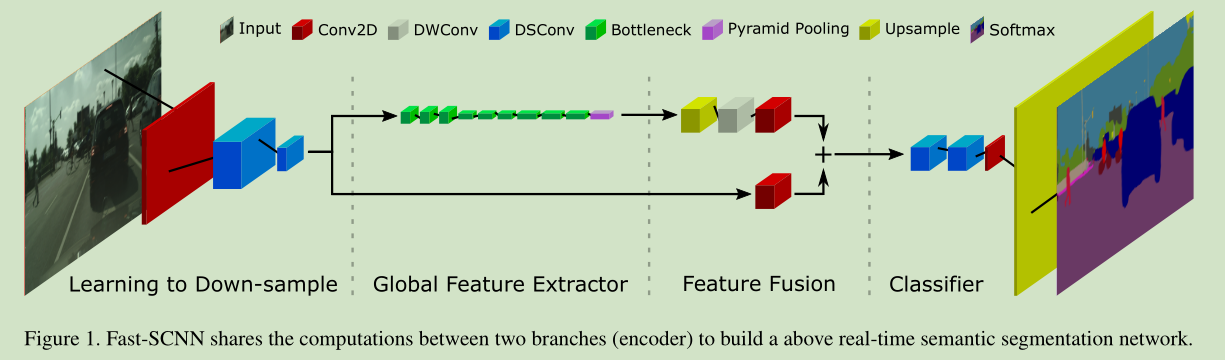 Input Conv2D DWConv DSConv Bottleneck Pyramid Pooling Upsample Softmax
+
Learning to Down-sample Global Feature Extractor Feature Fusion Classifier
Figure 1. Fast-SCNN shares the computations between two branches (encoder) to build a above real-time semantic segmentation network.